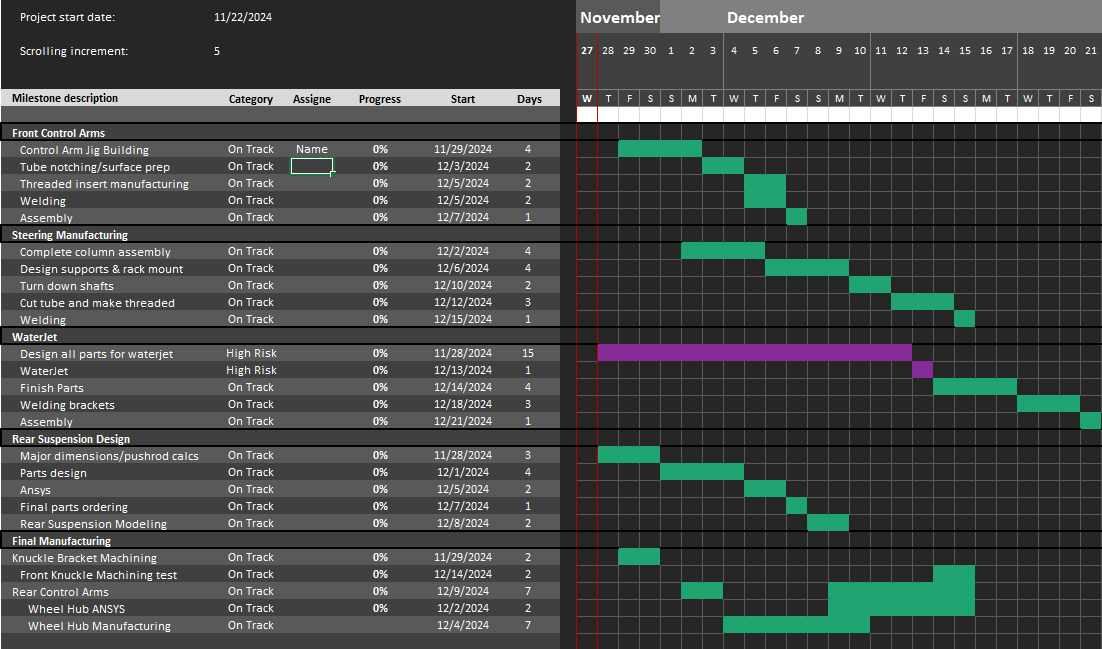 Project start date: 11/22/2024 November December
Scrolling increment: 5 27 28 29 30 1 2 3 4 5 6 7 8 9 10 11 12 13 14 15 16 17 18 19 20 21
Milestone description Category Assigne Progress Start Days W T F S S M T W T F S S M T W T F S S M T W T F S
Front Control Arms
Control Arm Jig Building On Track Name 0% 11/29/2024 4
Tube notching/surface prep On Track 0% 12/3/2024 2
Threaded insert manufacturing On Track 0% 12/5/2024 2
Welding On Track 0% 12/5/2024 2
Assembly On Track 0% 12/7/2024 1
Steering Manufacturing
Complete column assembly On Track 0% 12/2/2024 4
Design supports & rack mount On Track 0% 12/6/2024 4
Turn down shafts On Track 0% 12/10/2024 2
Cut tube and make threaded On Track 0% 12/12/2024 3
Welding On Track 0% 12/15/2024 1
WaterJet
Design all parts for waterjet High Risk 0% 11/28/2024 15
WaterJet High Risk 0% 12/13/2024 1
Finish Parts On Track 0% 12/14/2024 4
Welding brackets On Track 0% 12/18/2024 3
Assembly On Track 0% 12/21/2024 1
Rear Suspension Design
Major dimensions/pushrod calcs On Track 0% 11/28/2024 3
Parts design On Track 0% 12/1/2024 4
Ansys On Track 0% 12/5/2024 2
Final parts ordering On Track 0% 12/7/2024 1
Rear Suspension Modeling On Track 0% 12/8/2024 2
Final Manufacturing
Knuckle Bracket Machining On Track 0% 11/29/2024 2
Front Knuckle Machining test On Track 0% 12/14/2024 2
Rear Control Arms On Track 0% 12/9/2024 7
Wheel Hub ANSYS On Track 0% 12/2/2024 2
Wheel Hub Manufacturing On Track 12/4/2024 7